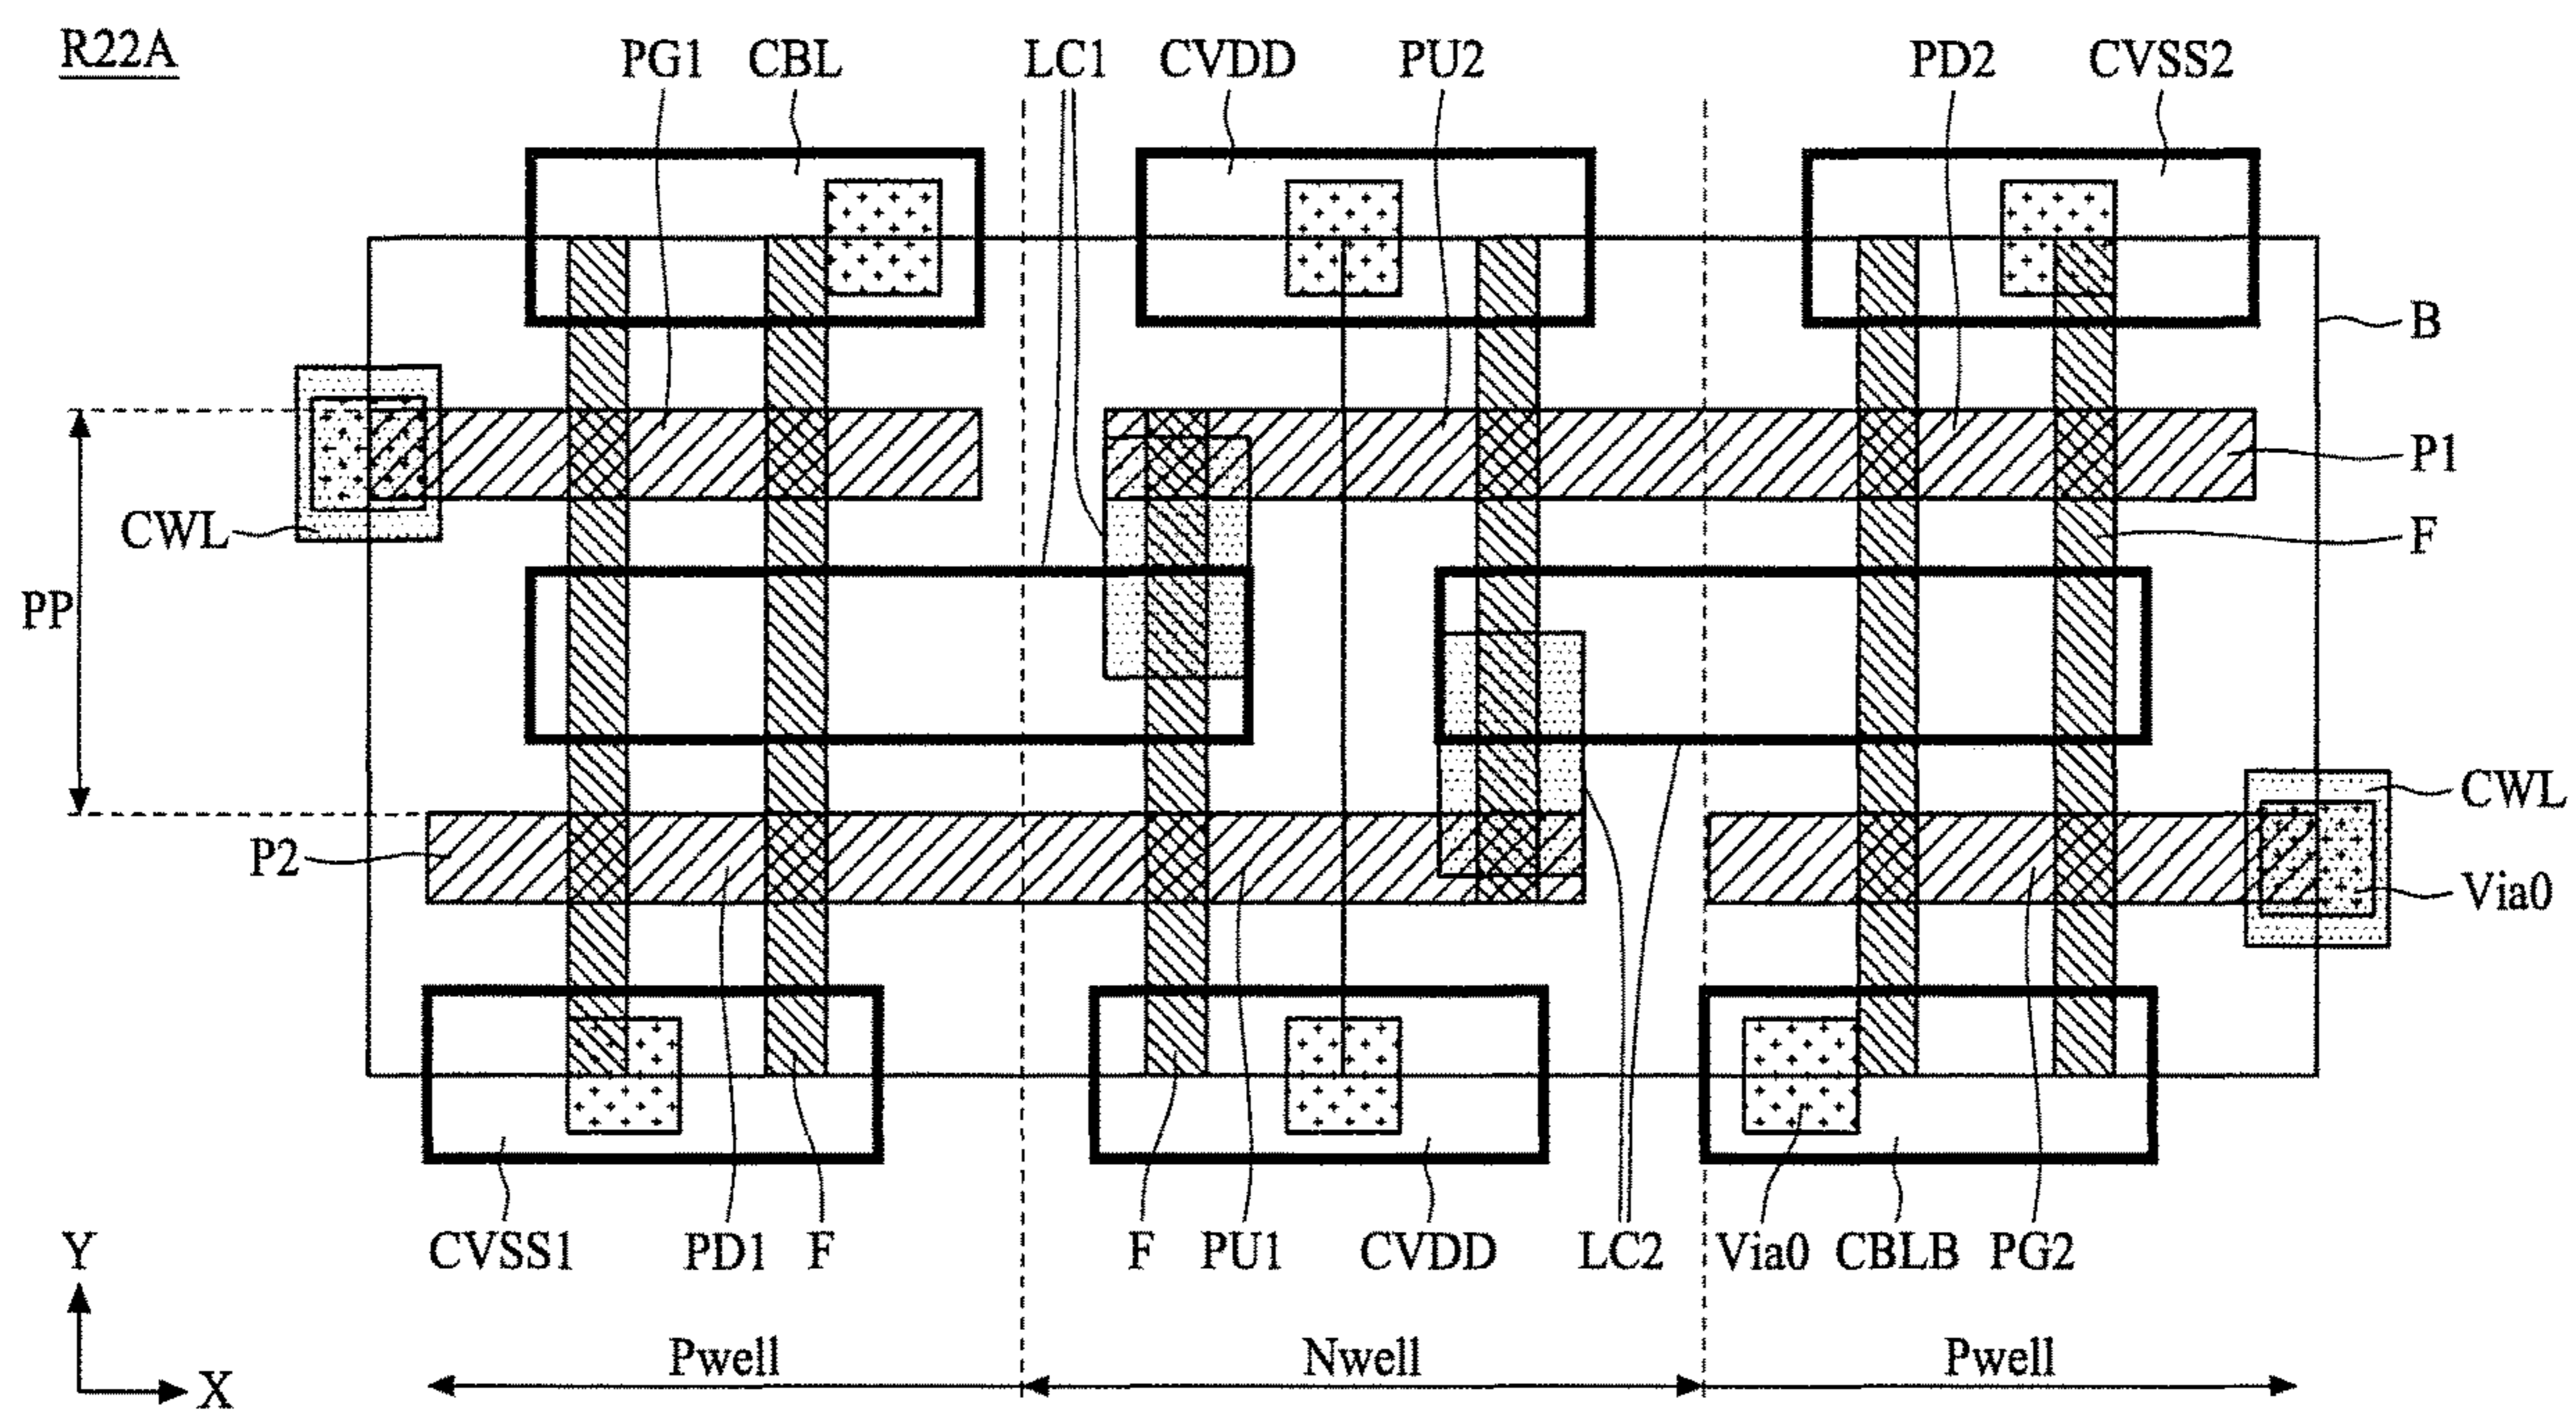 R22A
PG1 CBL LC1 CVDD PU2 PD2 CVSS2
B
P1
CWL F
PP
CWL
P2 Via0
CVSS1 PD1 F F PU1 CVDD LC2 Via0 CBLB PG2
Y
X
Pwell Nwell Pwell